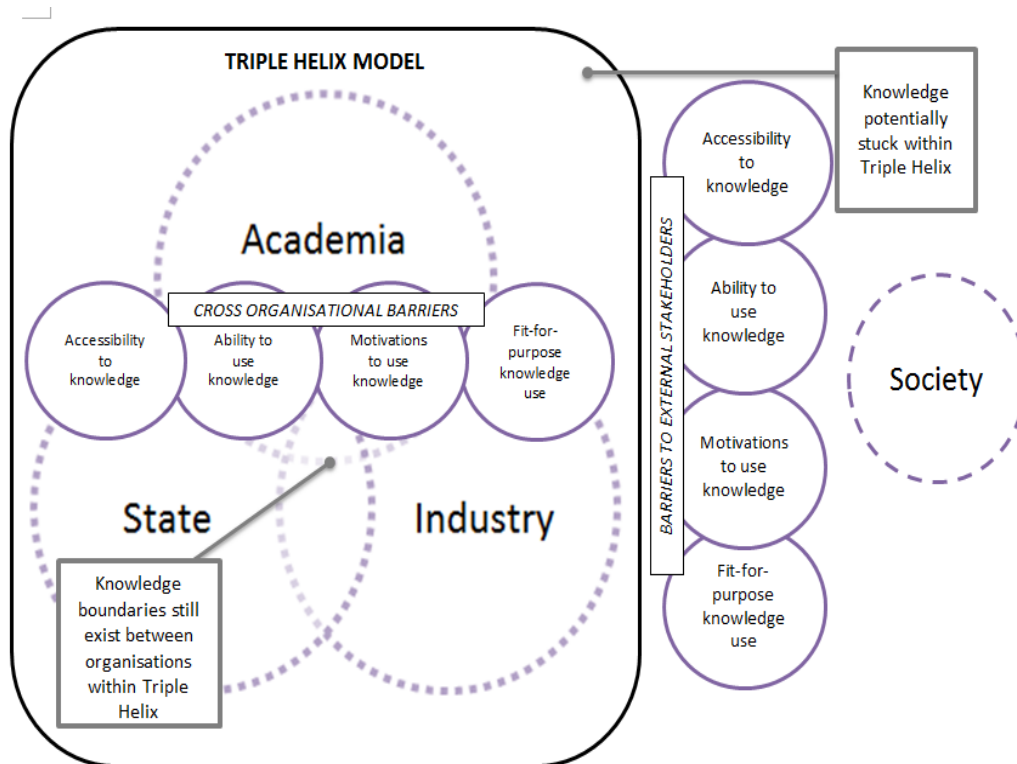 TRIPLE HELIX MODEL
Knowledge
potentially
stuck within
Triple Helix
Academia
CROSS ORGANISATIONAL BARRIERS
Accessibility
to
knowledge
Ability to
use
knowledge
Motivations
to use
knowledge
Fit-for-
purpose
knowledge
use
State
Industry
Knowledge
boundaries still
exist between
organisations
within Triple
Helix
BARRIERS TO EXTERNAL STAKEHOLDERS
Accessibility
to
knowledge
Ability to
use
knowledge
Motivations
to use
knowledge
Fit-for-
purpose
knowledge
use
Society